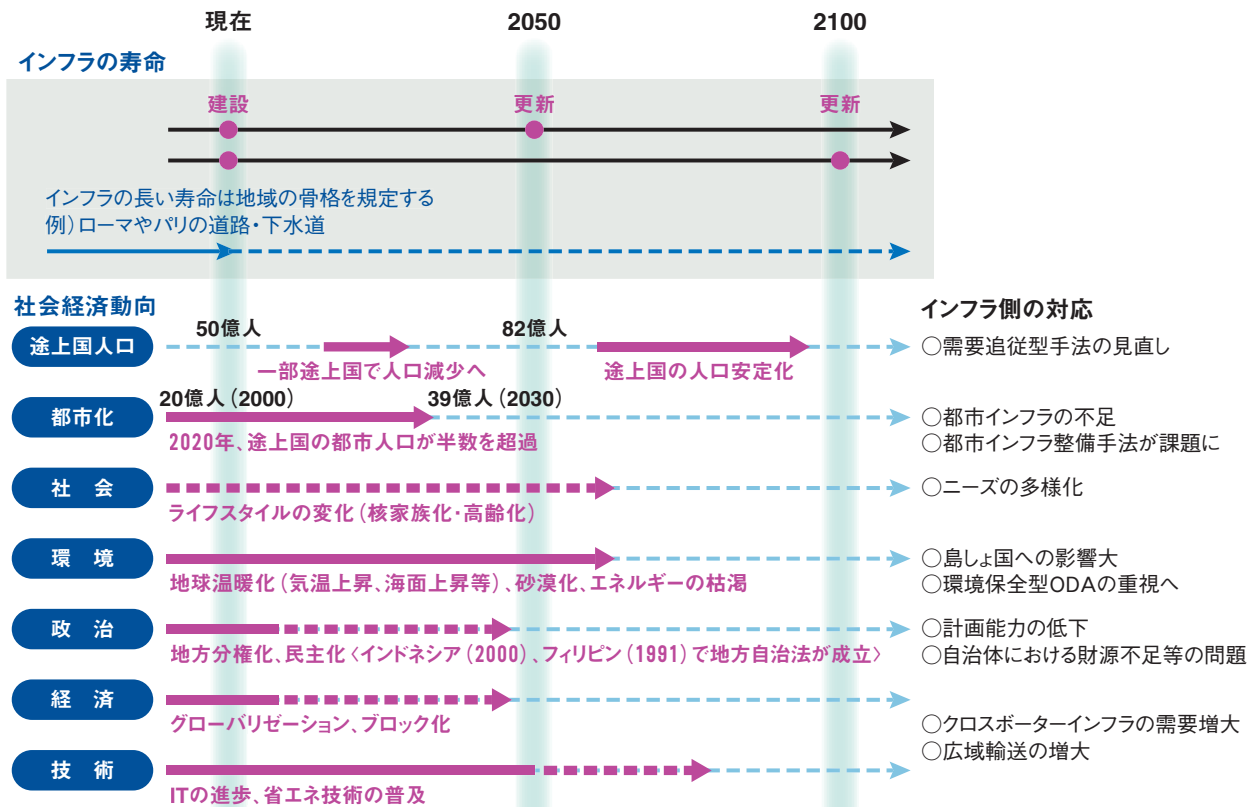 現在 2050 2100
インフラの寿命
建設 更新 更新
インフラの長い寿命は地域の骨格を規定する
例）ローマやパリの道路・下水道
社会経済動向
インフラ側の対応
途上国人口
50億人 82億人
一部途上国で人口減少へ 途上国の人口安定化
○需要追従型手法の見直し
都市化
20億人（2000） 39億人（2030）
2020年、途上国の都市人口が半数を超過
○都市インフラの不足
○都市インフラ整備手法が課題に
社　会
ライフスタイルの変化（核家族化・高齢化）
○ニーズの多様化
環　境
地球温暖化（気温上昇、海面上昇等）、砂漠化、エネルギーの枯渇
○島しょ国への影響大
○環境保全型ODAの重視へ
政　治
地方分権化、民主化〈インドネシア（2000）、フィリピン（1991）で地方自治法が成立〉
○計画能力の低下
○自治体における財源不足等の問題
経　済
グローバリゼーション、ブロック化
○クロスボーターインフラの需要増大
○広域輸送の増大
技　術
ITの進歩、省エネ技術の普及